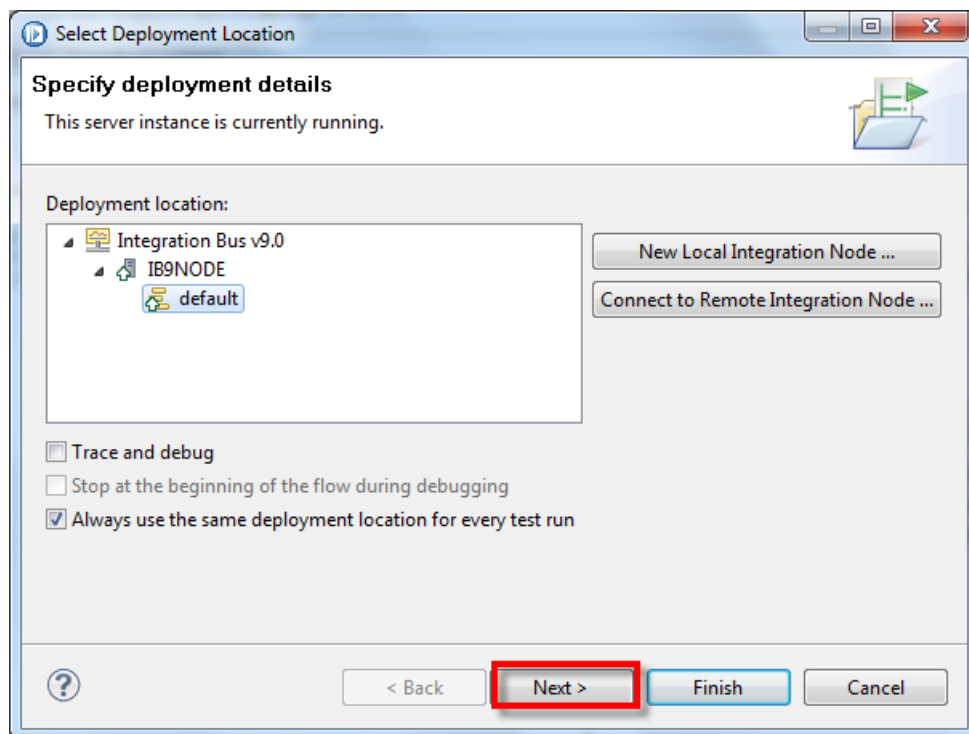 Select Deployment Location
Specify deployment details
This server instance is currently running.
Deployment location:
Integration Bus v9.0
IB9NODE
default
New Local Integration Node ...
Connect to Remote Integration Node ...
Trace and debug
Stop at the beginning of the flow during debugging
Always use the same deployment location for every test run
< Back
Next >
Finish
Cancel